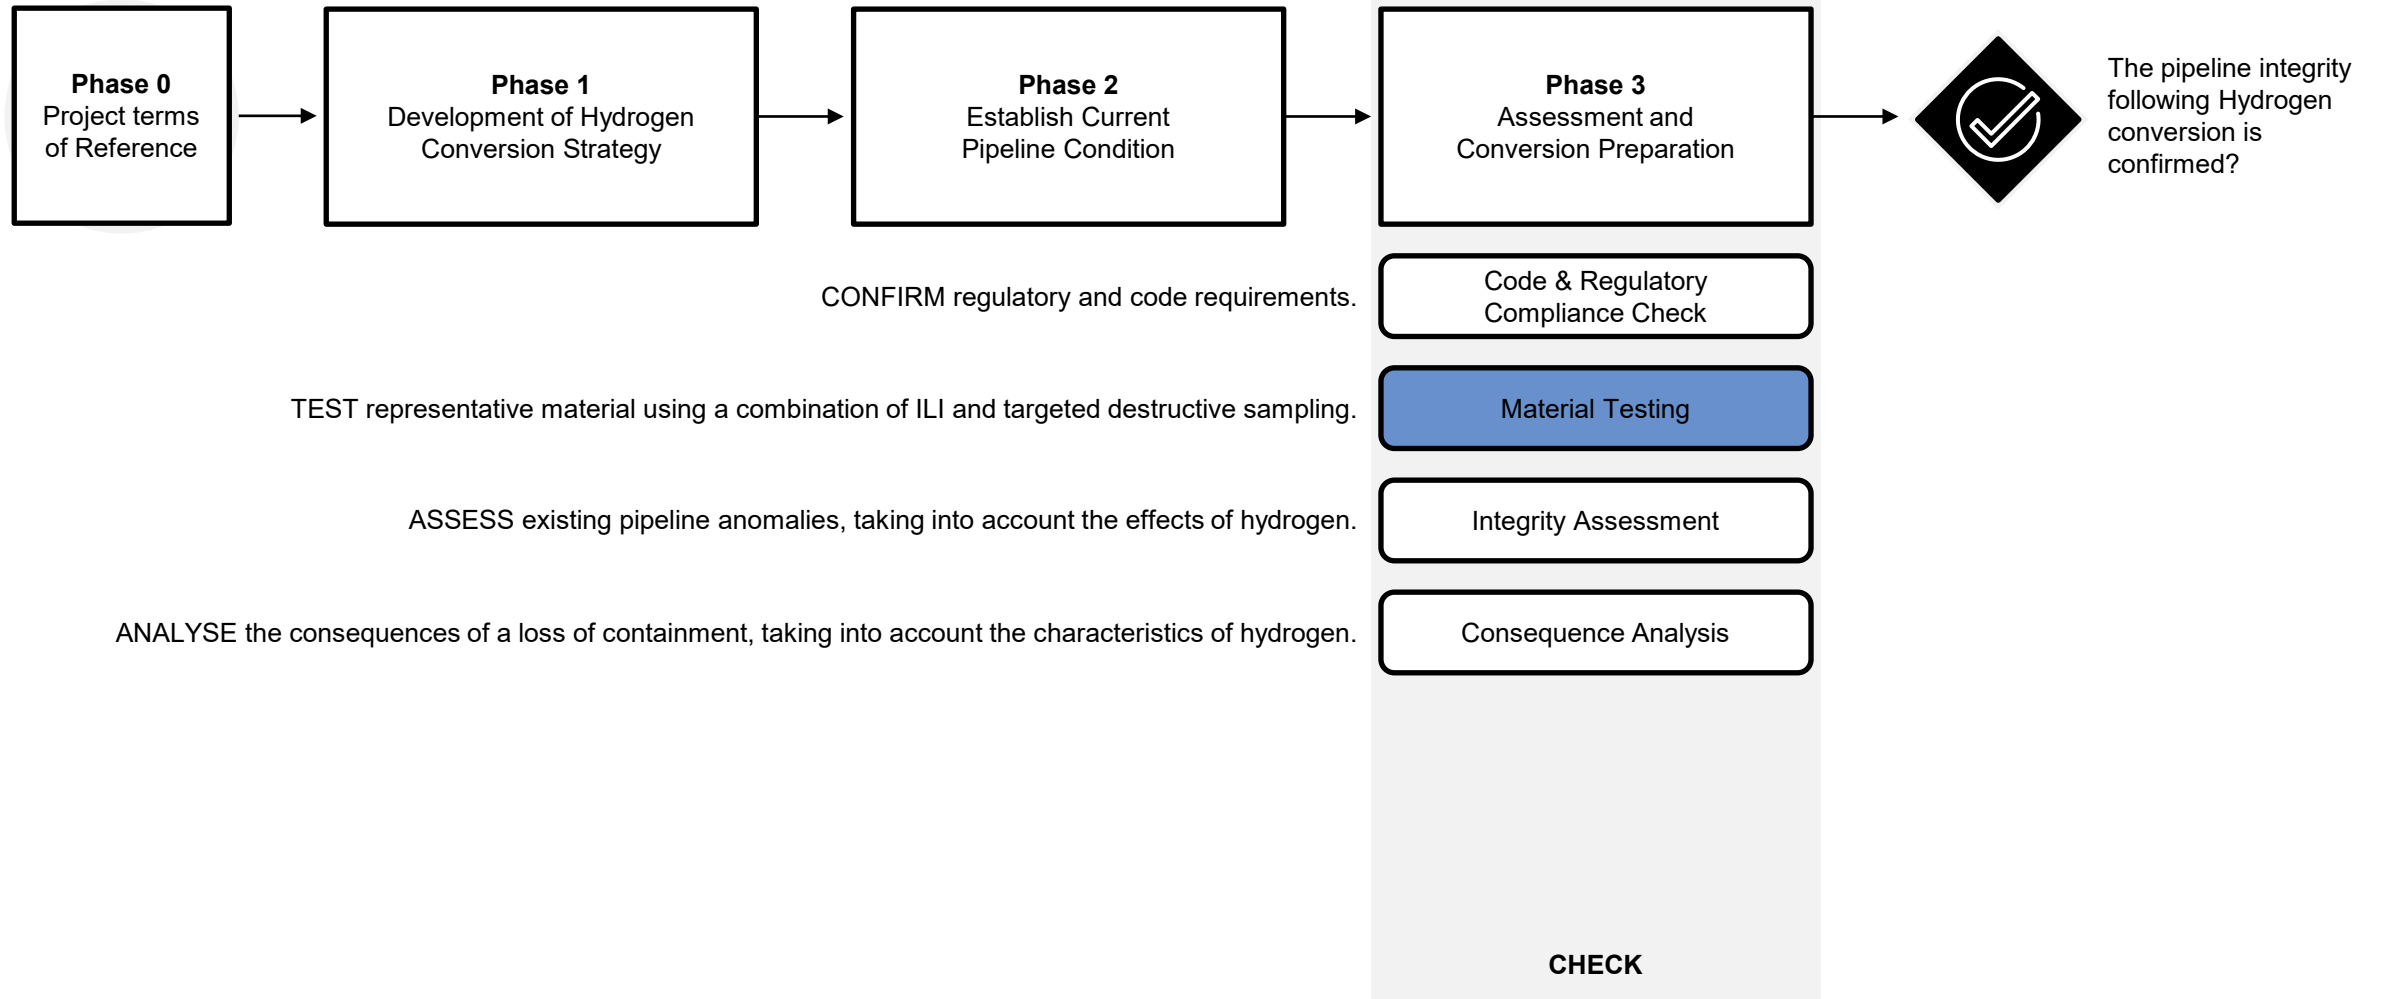 Phase 0
Project terms
of Reference
Phase 1
Development of Hydrogen
Conversion Strategy
Phase 2
Establish Current
Pipeline Condition
Phase 3
Assessment and
Conversion Preparation
The pipeline integrity
following Hydrogen
conversion is
confirmed?
CONFIRM regulatory and code requirements.
Code & Regulatory
Compliance Check
TEST representative material using a combination of ILI and targeted destructive sampling.
Material Testing
ASSESS existing pipeline anomalies, taking into account the effects of hydrogen.
Integrity Assessment
ANALYSE the consequences of a loss of containment, taking into account the characteristics of hydrogen.
Consequence Analysis
CHECK